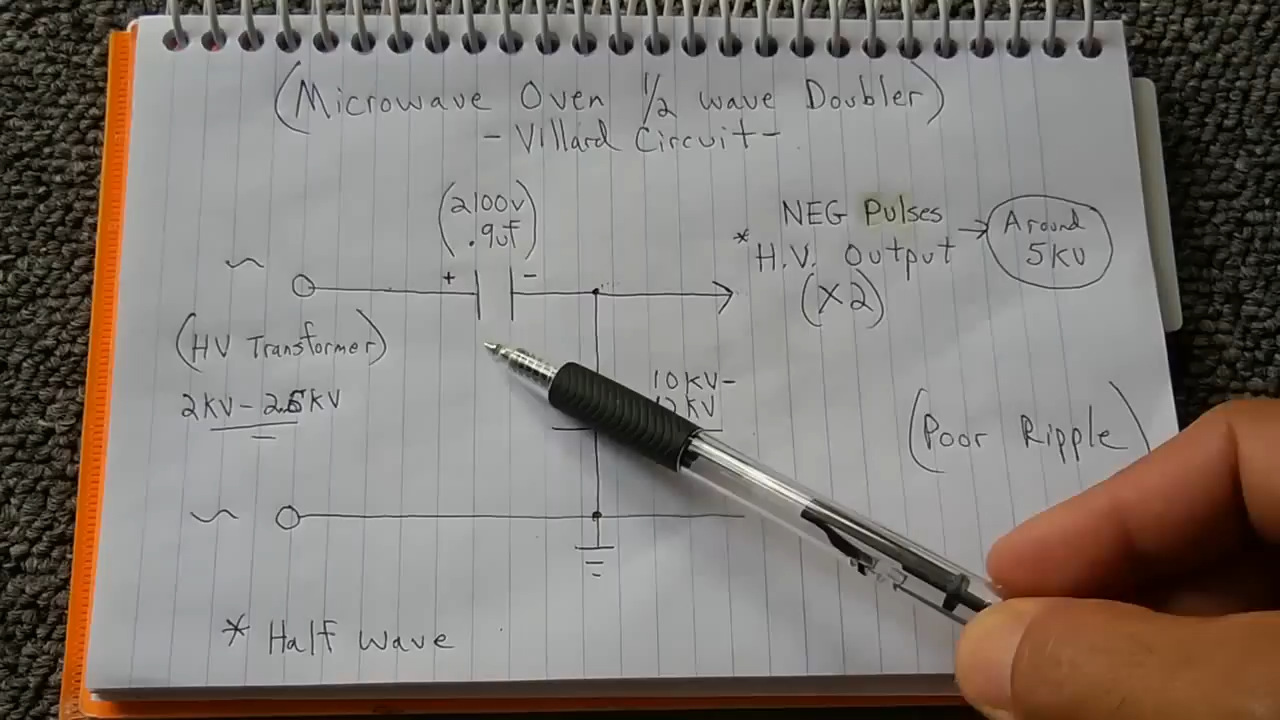 (Microwave Oven 1/2 wave Doubler)
- Villard Circuit -
(2100v
.9uf)
NEG Pulses
* H.V. Output
(X2)
Around
5KV
~
+
-
(HV Transformer)
2KV - 2.5KV
10KV-
12KV
(Poor Ripple)
~
* Half Wave